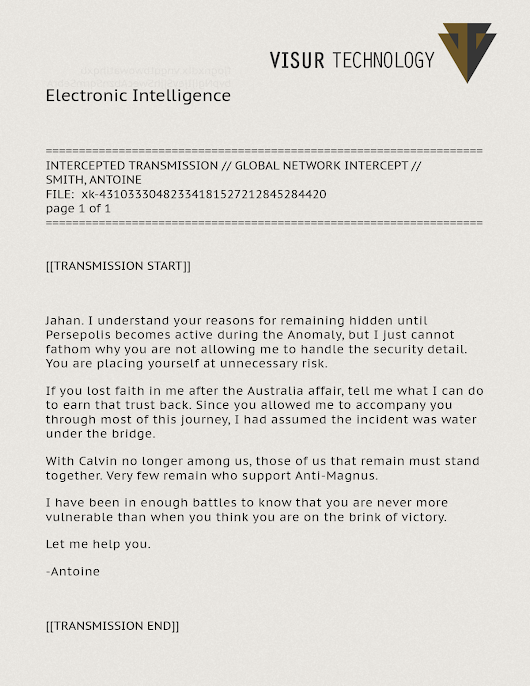 VISUR TECHNOLOGY
Electronic Intelligence
=================================================================
INTERCEPTED TRANSMISSION // GLOBAL NETWORK INTERCEPT //
SMITH, ANTOINE
FILE: xk-43103330482334181527212845284420
page 1 of 1
=================================================================
[[TRANSMISSION START]]
Jahan. I understand your reasons for remaining hidden until
Persepolis becomes active during the Anomaly, but I just cannot
fathom why you are not allowing me to handle the security detail.
You are placing yourself at unnecessary risk.
If you lost faith in me after the Australia affair, tell me what I can do
to earn that trust back. Since you allowed me to accompany you
through most of this journey, I had assumed the incident was water
under the bridge.
With Calvin no longer among us, those of us that remain must stand
together. Very few remain who support Anti-Magnus.
I have been in enough battles to know that you are never more
vulnerable than when you think you are on the brink of victory.
Let me help you.
-Antoine
[[TRANSMISSION END]]